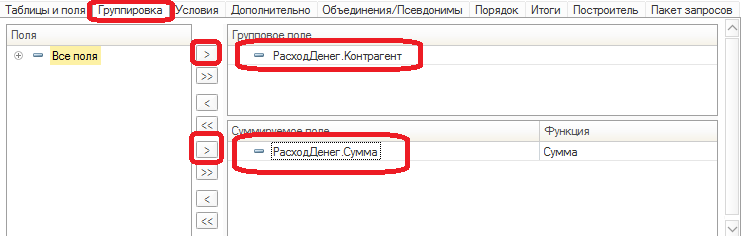 Таблицы и поля Группировка Условия Дополнительно Объединения/Псевдонимы Порядок Итоги Построитель Пакет запросов
Поля
Все поля
>
>>
<
<<
>
>>
<
<<
Групповое поле
РасходДенег.Контрагент
Суммируемое поле Функция
РасходДенег.Сумма Сумма